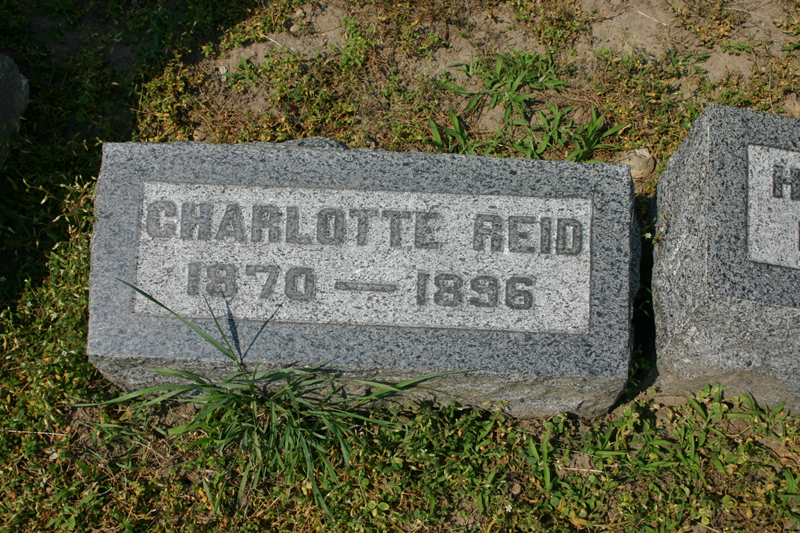 CHARLOTTE REID
1870 — 1896
H